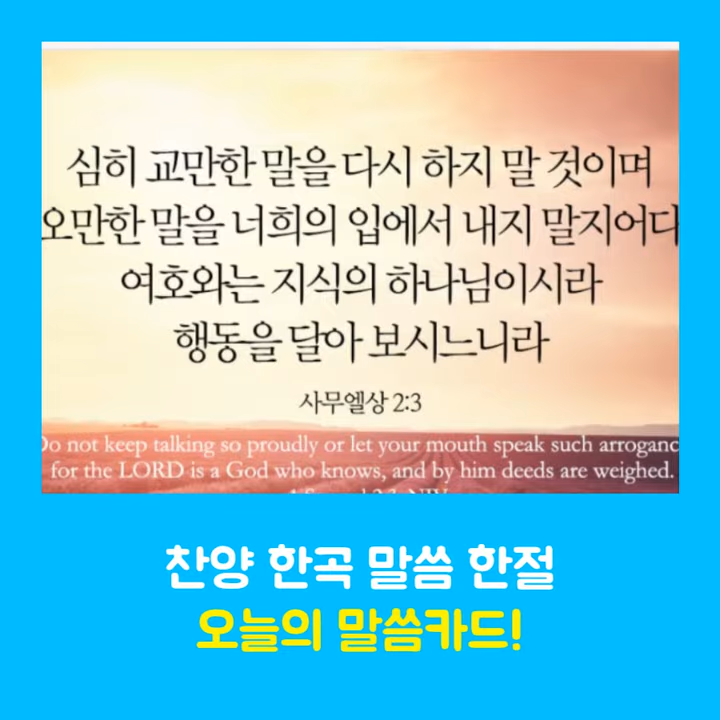 심히 교만한 말을 다시 하지 말 것이며
오만한 말을 너희의 입에서 내지 말지어다
여호와는 지식의 하나님이시라
행동을 달아 보시느니라
사무엘상 2:3
Do not keep talking so proudly or let your mouth speak such arroganc
for the LORD is a God who knows, and by him deeds are weighed.
찬양 한곡 말씀 한절
오늘의 말씀카드!